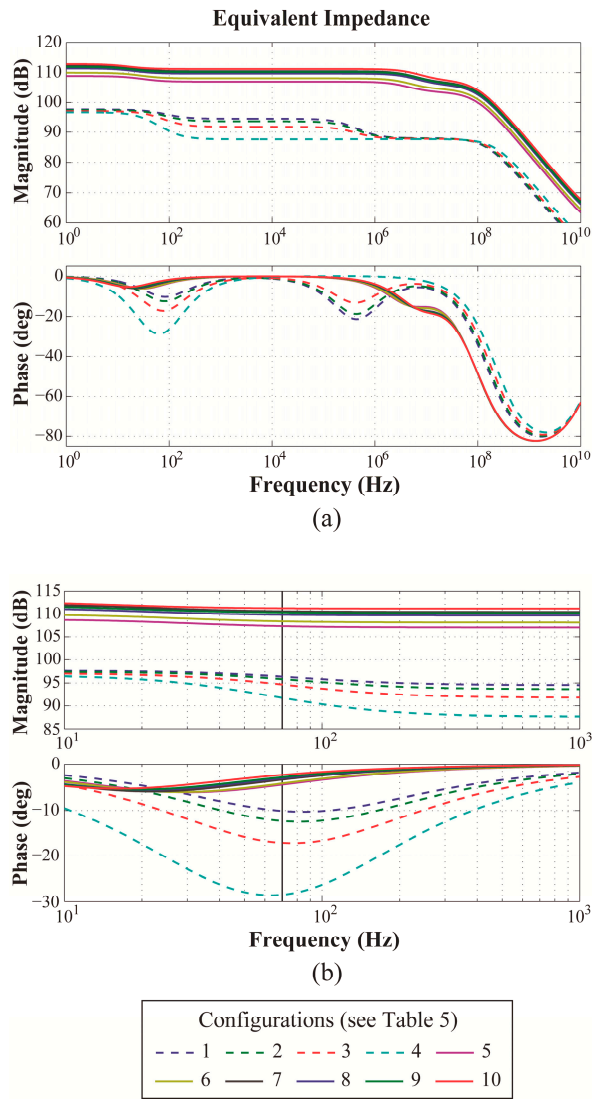 Equivalent Impedance
Magnitude (dB)
120
110
100
90
80
70
60
10^0 10^2 10^4 10^6 10^8 10^10
Phase (deg)
0
−20
−40
−60
−80
10^0 10^2 10^4 10^6 10^8 10^10
Frequency (Hz)
(a)
Magnitude (dB)
115
110
105
100
95
90
85
10^1 10^2 10^3
Phase (deg)
0
−10
−20
−30
10^1 10^2 10^3
Frequency (Hz)
(b)
Configurations (see Table 5)
1 2 3 4 5
6 7 8 9 10